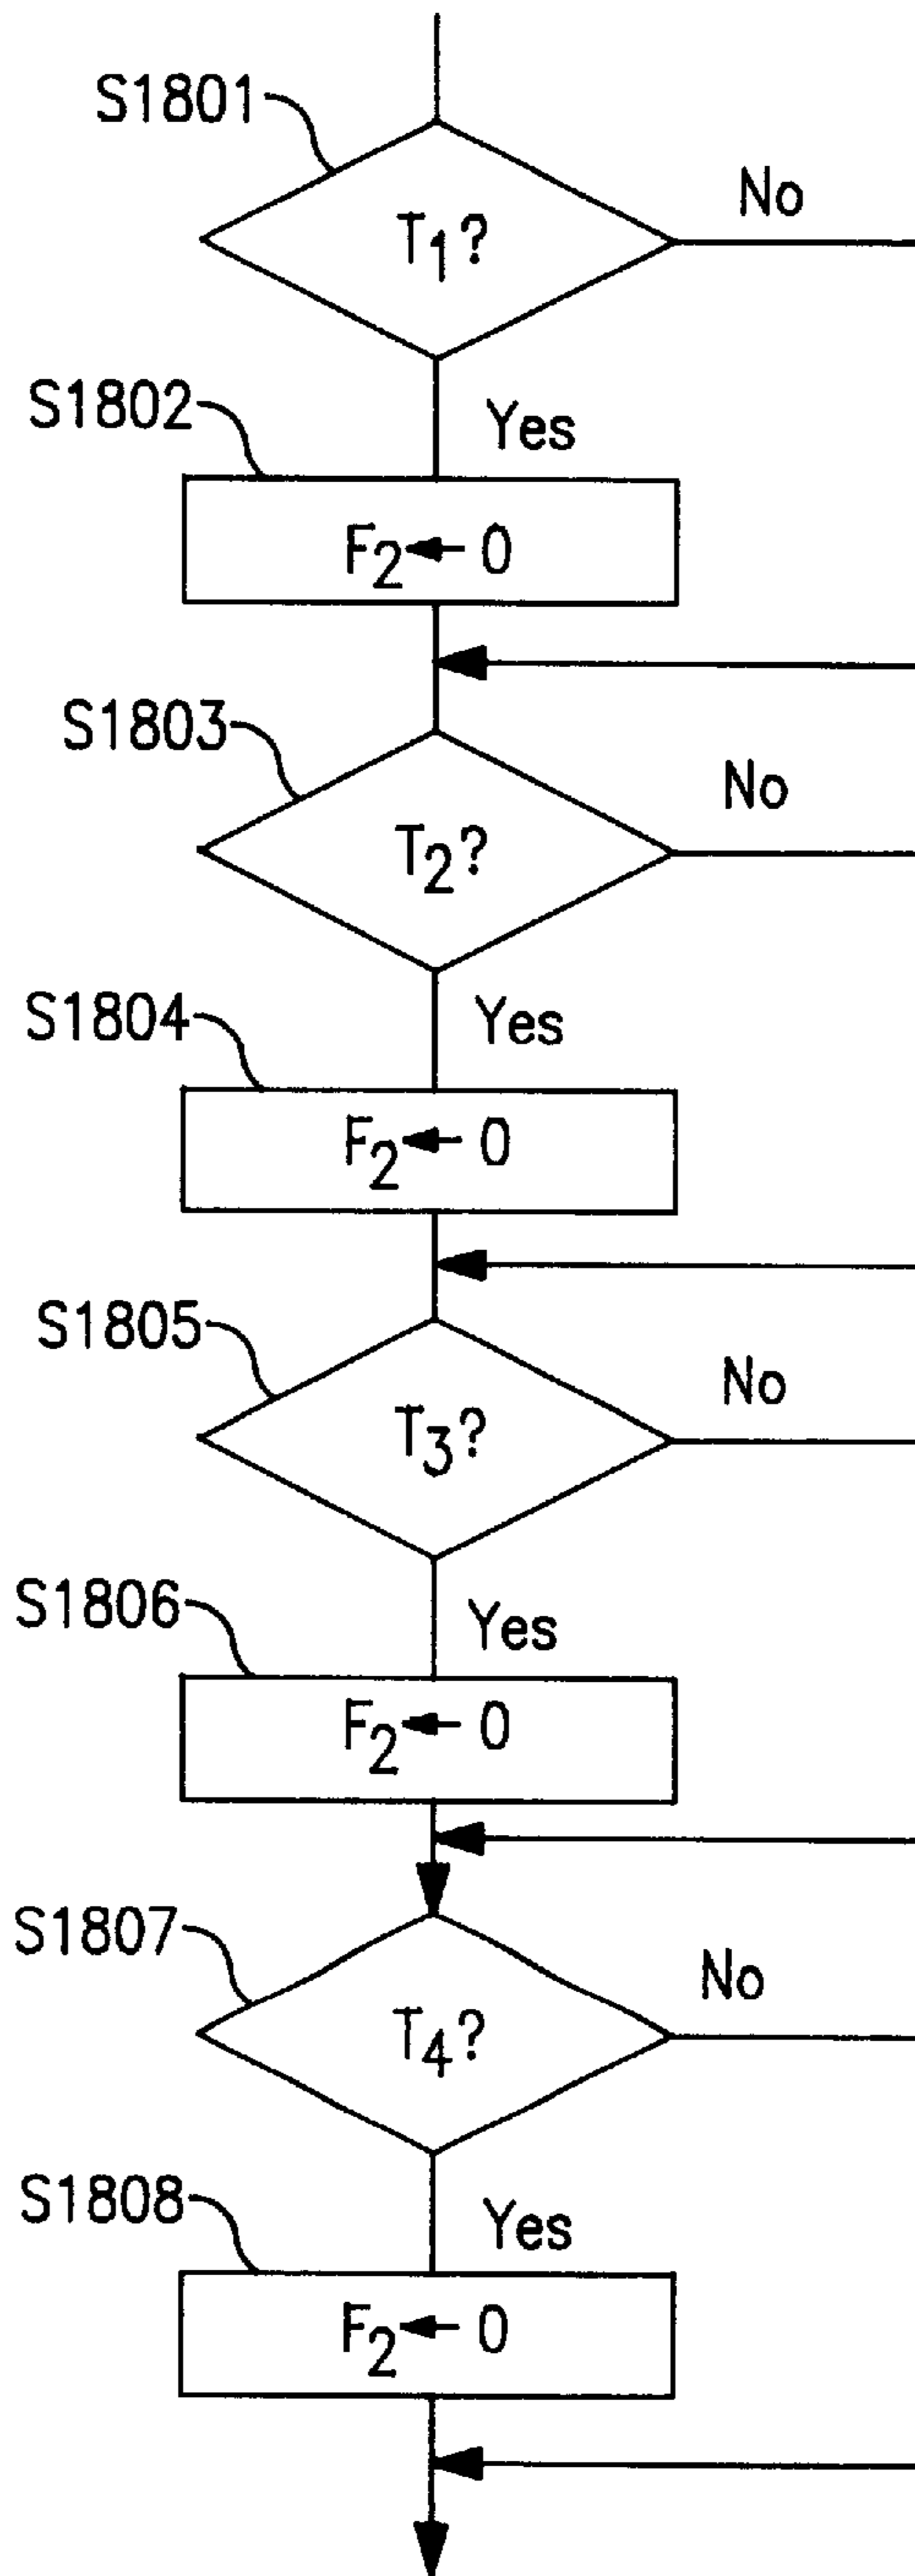 S1801
No
T1?
S1802
Yes
F2 ← 0
S1803
No
T2?
S1804
Yes
F2 ← 0
S1805
No
T3?
S1806
Yes
F2 ← 0
S1807
No
T4?
S1808
Yes
F2 ← 0